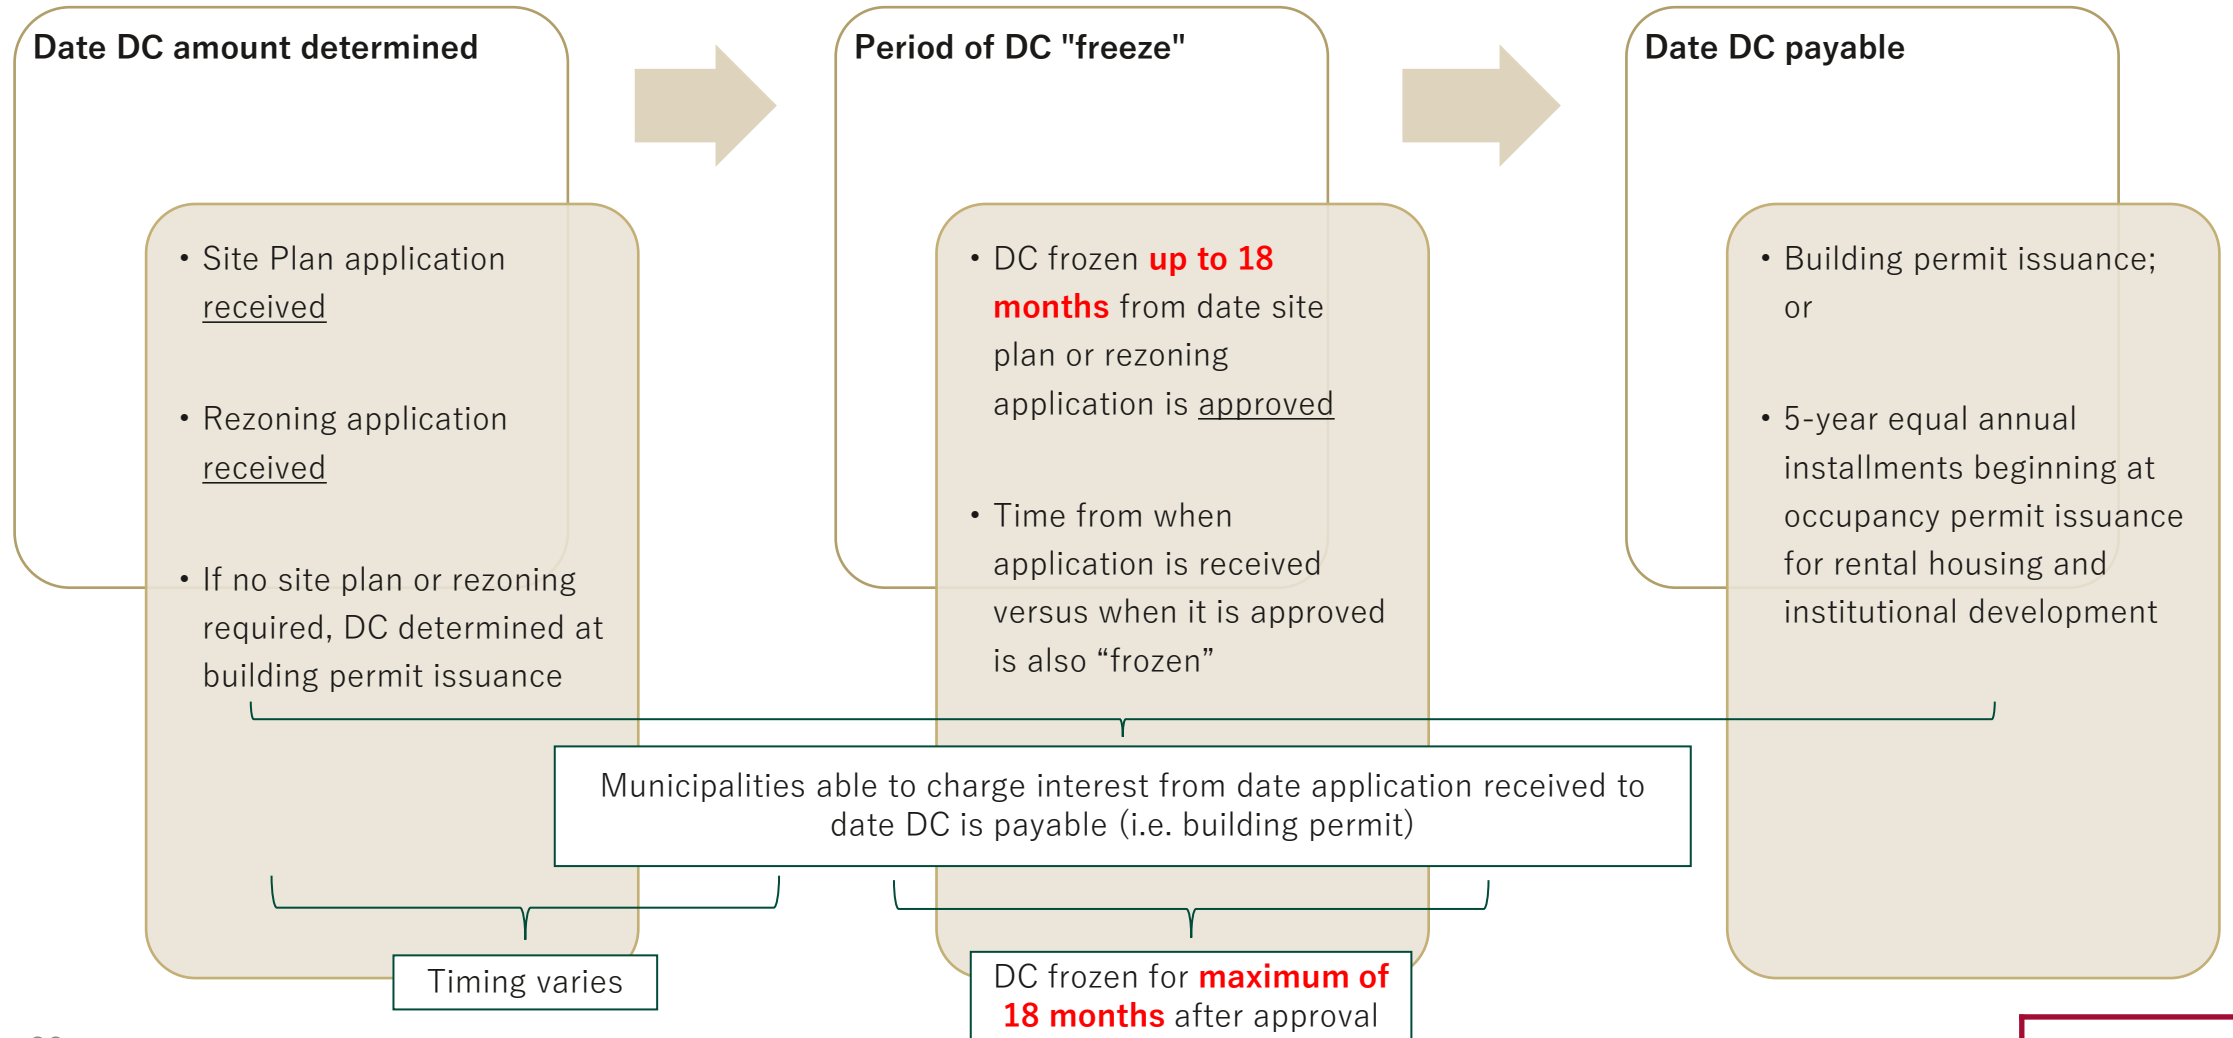 Date DC amount determined
• Site Plan application
received
• Rezoning application
received
• If no site plan or rezoning
required, DC determined at
building permit issuance
Period of DC "freeze"
• DC frozen up to 18
months from date site
plan or rezoning
application is approved
• Time from when
application is received
versus when it is approved
is also “frozen”
Date DC payable
• Building permit issuance;
or
• 5-year equal annual
installments beginning at
occupancy permit issuance
for rental housing and
institutional development
Municipalities able to charge interest from date application received to
date DC is payable (i.e. building permit)
Timing varies
DC frozen for maximum of
18 months after approval